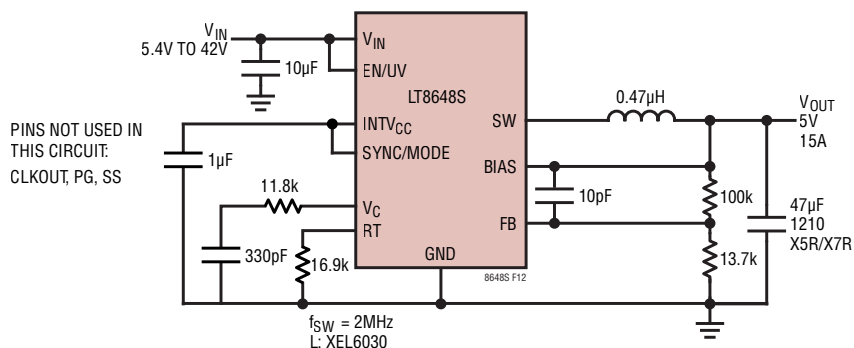 VIN
5.4V TO 42V
10µF
VIN
EN/UV
LT8648S
INTVCC
SYNC/MODE
SW
BIAS
VC
RT
FB
GND
0.47µH
VOUT
5V
15A
PINS NOT USED IN
THIS CIRCUIT:
CLKOUT, PG, SS
1µF
11.8k
330pF
16.9k
10pF
100k
13.7k
47µF
1210
X5R/X7R
8648S F12
fSW = 2MHz
L: XEL6030